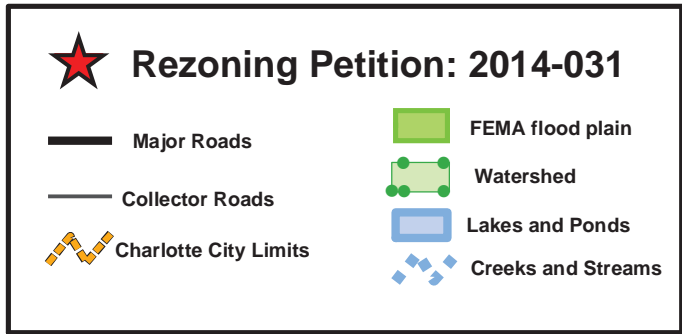 Rezoning Petition: 2014-031
Major Roads
Collector Roads
Charlotte City Limits
FEMA flood plain
Watershed
Lakes and Ponds
Creeks and Streams